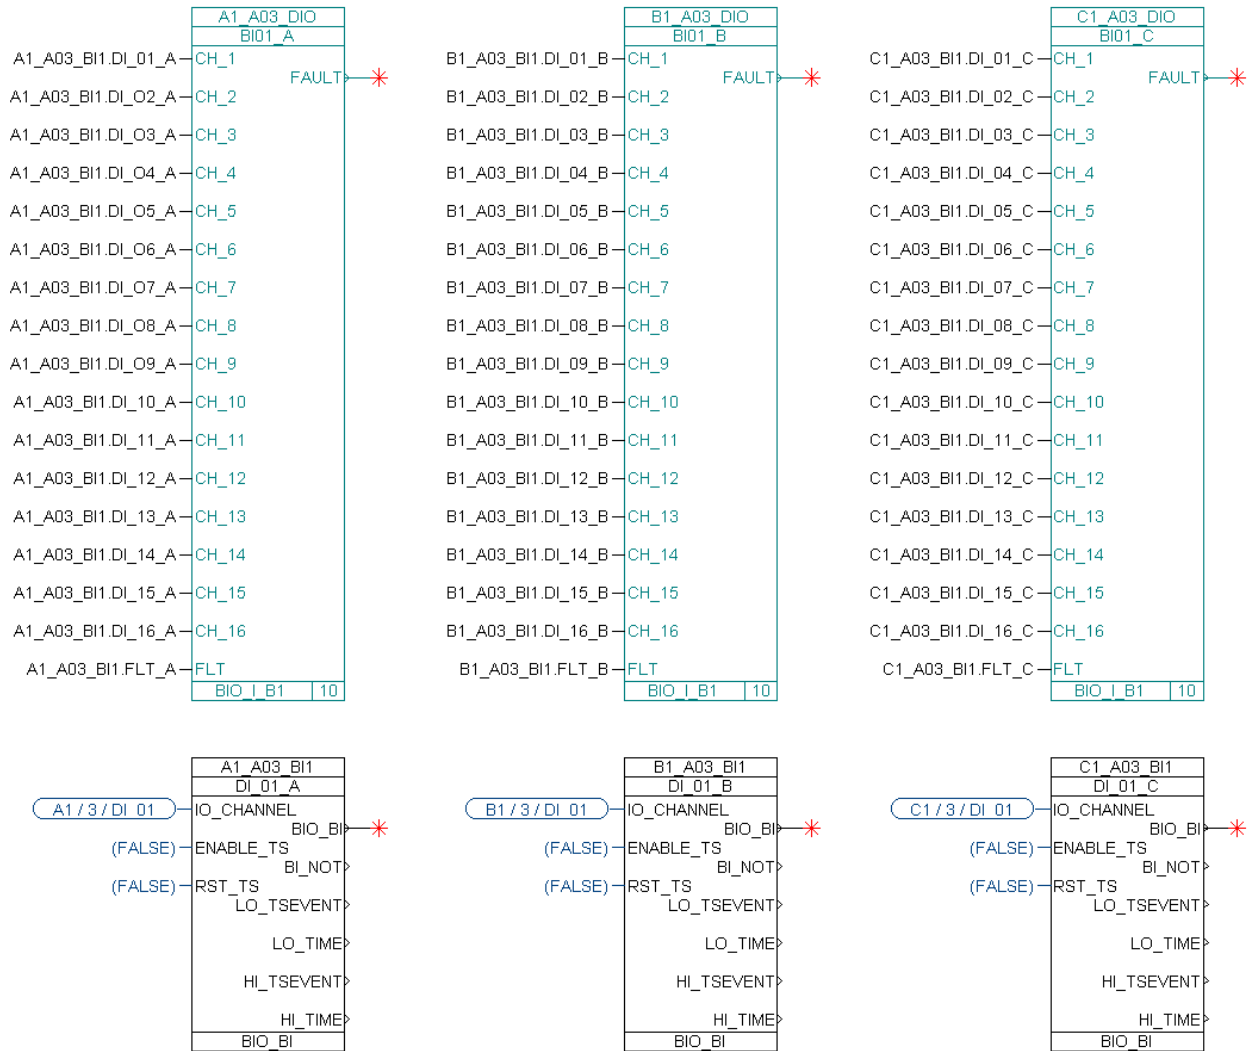 A1_A03_DIO
BI01_A
A1_A03_BI1.DI_01_A CH_1
FAULT
A1_A03_BI1.DI_O2_A CH_2
A1_A03_BI1.DI_O3_A CH_3
A1_A03_BI1.DI_O4_A CH_4
A1_A03_BI1.DI_O5_A CH_5
A1_A03_BI1.DI_O6_A CH_6
A1_A03_BI1.DI_O7_A CH_7
A1_A03_BI1.DI_O8_A CH_8
A1_A03_BI1.DI_O9_A CH_9
A1_A03_BI1.DI_10_A CH_10
A1_A03_BI1.DI_11_A CH_11
A1_A03_BI1.DI_12_A CH_12
A1_A03_BI1.DI_13_A CH_13
A1_A03_BI1.DI_14_A CH_14
A1_A03_BI1.DI_15_A CH_15
A1_A03_BI1.DI_16_A CH_16
A1_A03_BI1.FLT_A FLT
BIO_I_B1 10
B1_A03_DIO
BI01_B
B1_A03_BI1.DI_01_B CH_1
FAULT
B1_A03_BI1.DI_02_B CH_2
B1_A03_BI1.DI_03_B CH_3
B1_A03_BI1.DI_04_B CH_4
B1_A03_BI1.DI_05_B CH_5
B1_A03_BI1.DI_06_B CH_6
B1_A03_BI1.DI_07_B CH_7
B1_A03_BI1.DI_08_B CH_8
B1_A03_BI1.DI_09_B CH_9
B1_A03_BI1.DI_10_B CH_10
B1_A03_BI1.DI_11_B CH_11
B1_A03_BI1.DI_12_B CH_12
B1_A03_BI1.DI_13_B CH_13
B1_A03_BI1.DI_14_B CH_14
B1_A03_BI1.DI_15_B CH_15
B1_A03_BI1.DI_16_B CH_16
B1_A03_BI1.FLT_B FLT
BIO_I_B1 10
C1_A03_DIO
BI01_C
C1_A03_BI1.DI_01_C CH_1
FAULT
C1_A03_BI1.DI_02_C CH_2
C1_A03_BI1.DI_03_C CH_3
C1_A03_BI1.DI_04_C CH_4
C1_A03_BI1.DI_05_C CH_5
C1_A03_BI1.DI_06_C CH_6
C1_A03_BI1.DI_07_C CH_7
C1_A03_BI1.DI_08_C CH_8
C1_A03_BI1.DI_09_C CH_9
C1_A03_BI1.DI_10_C CH_10
C1_A03_BI1.DI_11_C CH_11
C1_A03_BI1.DI_12_C CH_12
C1_A03_BI1.DI_13_C CH_13
C1_A03_BI1.DI_14_C CH_14
C1_A03_BI1.DI_15_C CH_15
C1_A03_BI1.DI_16_C CH_16
C1_A03_BI1.FLT_C FLT
BIO_I_B1 10
A1_A03_BI1
DI_01_A
A1 / 3 / DI_01 IO_CHANNEL
BIO_BI
(FALSE) ENABLE_TS
BI_NOT
(FALSE) RST_TS
LO_TSEVENT
LO_TIME
HI_TSEVENT
HI_TIME
BIO_BI
B1_A03_BI1
DI_01_B
B1 / 3 / DI_01 IO_CHANNEL
BIO_BI
(FALSE) ENABLE_TS
BI_NOT
(FALSE) RST_TS
LO_TSEVENT
LO_TIME
HI_TSEVENT
HI_TIME
BIO_BI
C1_A03_BI1
DI_01_C
C1 / 3 / DI_01 IO_CHANNEL
BIO_BI
(FALSE) ENABLE_TS
BI_NOT
(FALSE) RST_TS
LO_TSEVENT
LO_TIME
HI_TSEVENT
HI_TIME
BIO_BI